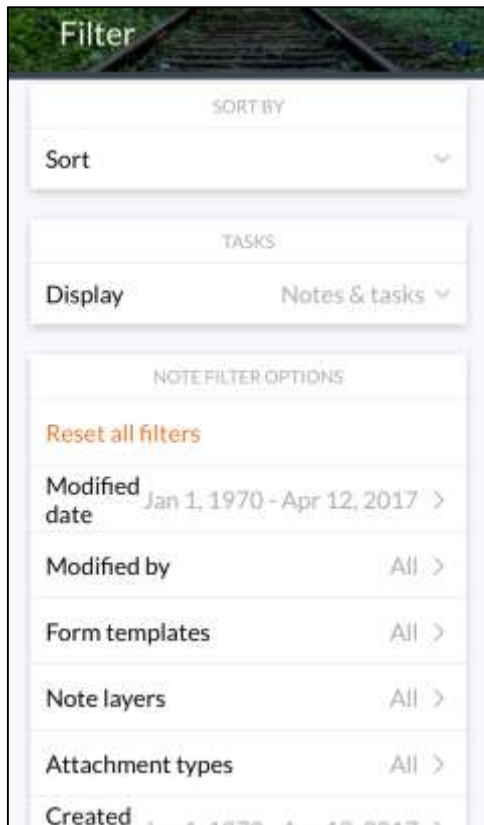 Filter
SORT BY
Sort
TASKS
Display Notes & tasks
NOTE FILTER OPTIONS
Reset all filters
Modified date Jan 1, 1970 - Apr 12, 2017
Modified by All
Form templates All
Note layers All
Attachment types All
Created